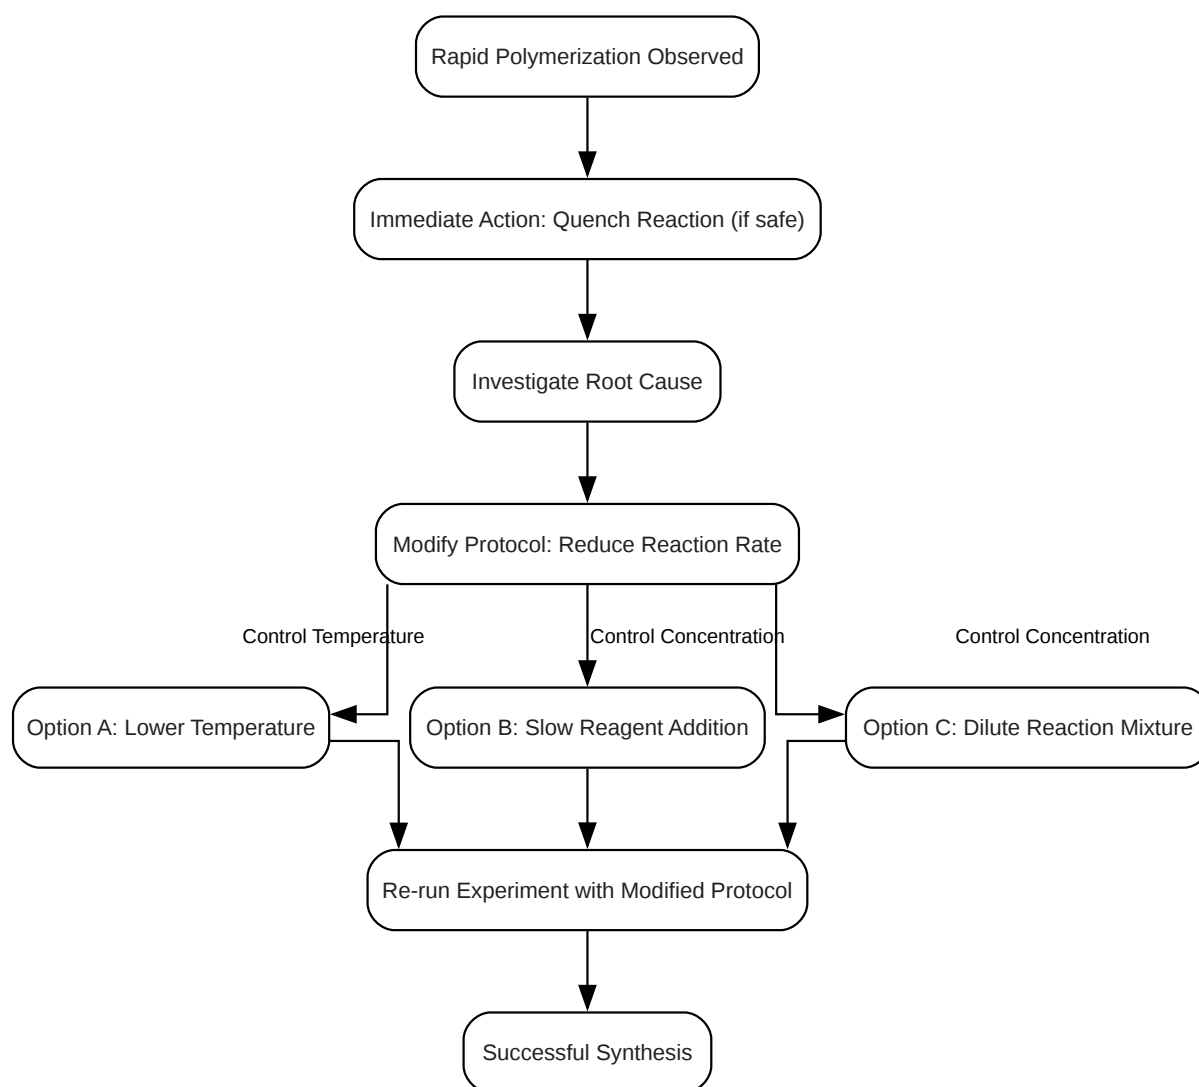 Rapid Polymerization Observed
Immediate Action: Quench Reaction (if safe)
Investigate Root Cause
Modify Protocol: Reduce Reaction Rate
Control Temperature
Control Concentration
Control Concentration
Option A: Lower Temperature
Option B: Slow Reagent Addition
Option C: Dilute Reaction Mixture
Re-run Experiment with Modified Protocol
Successful Synthesis